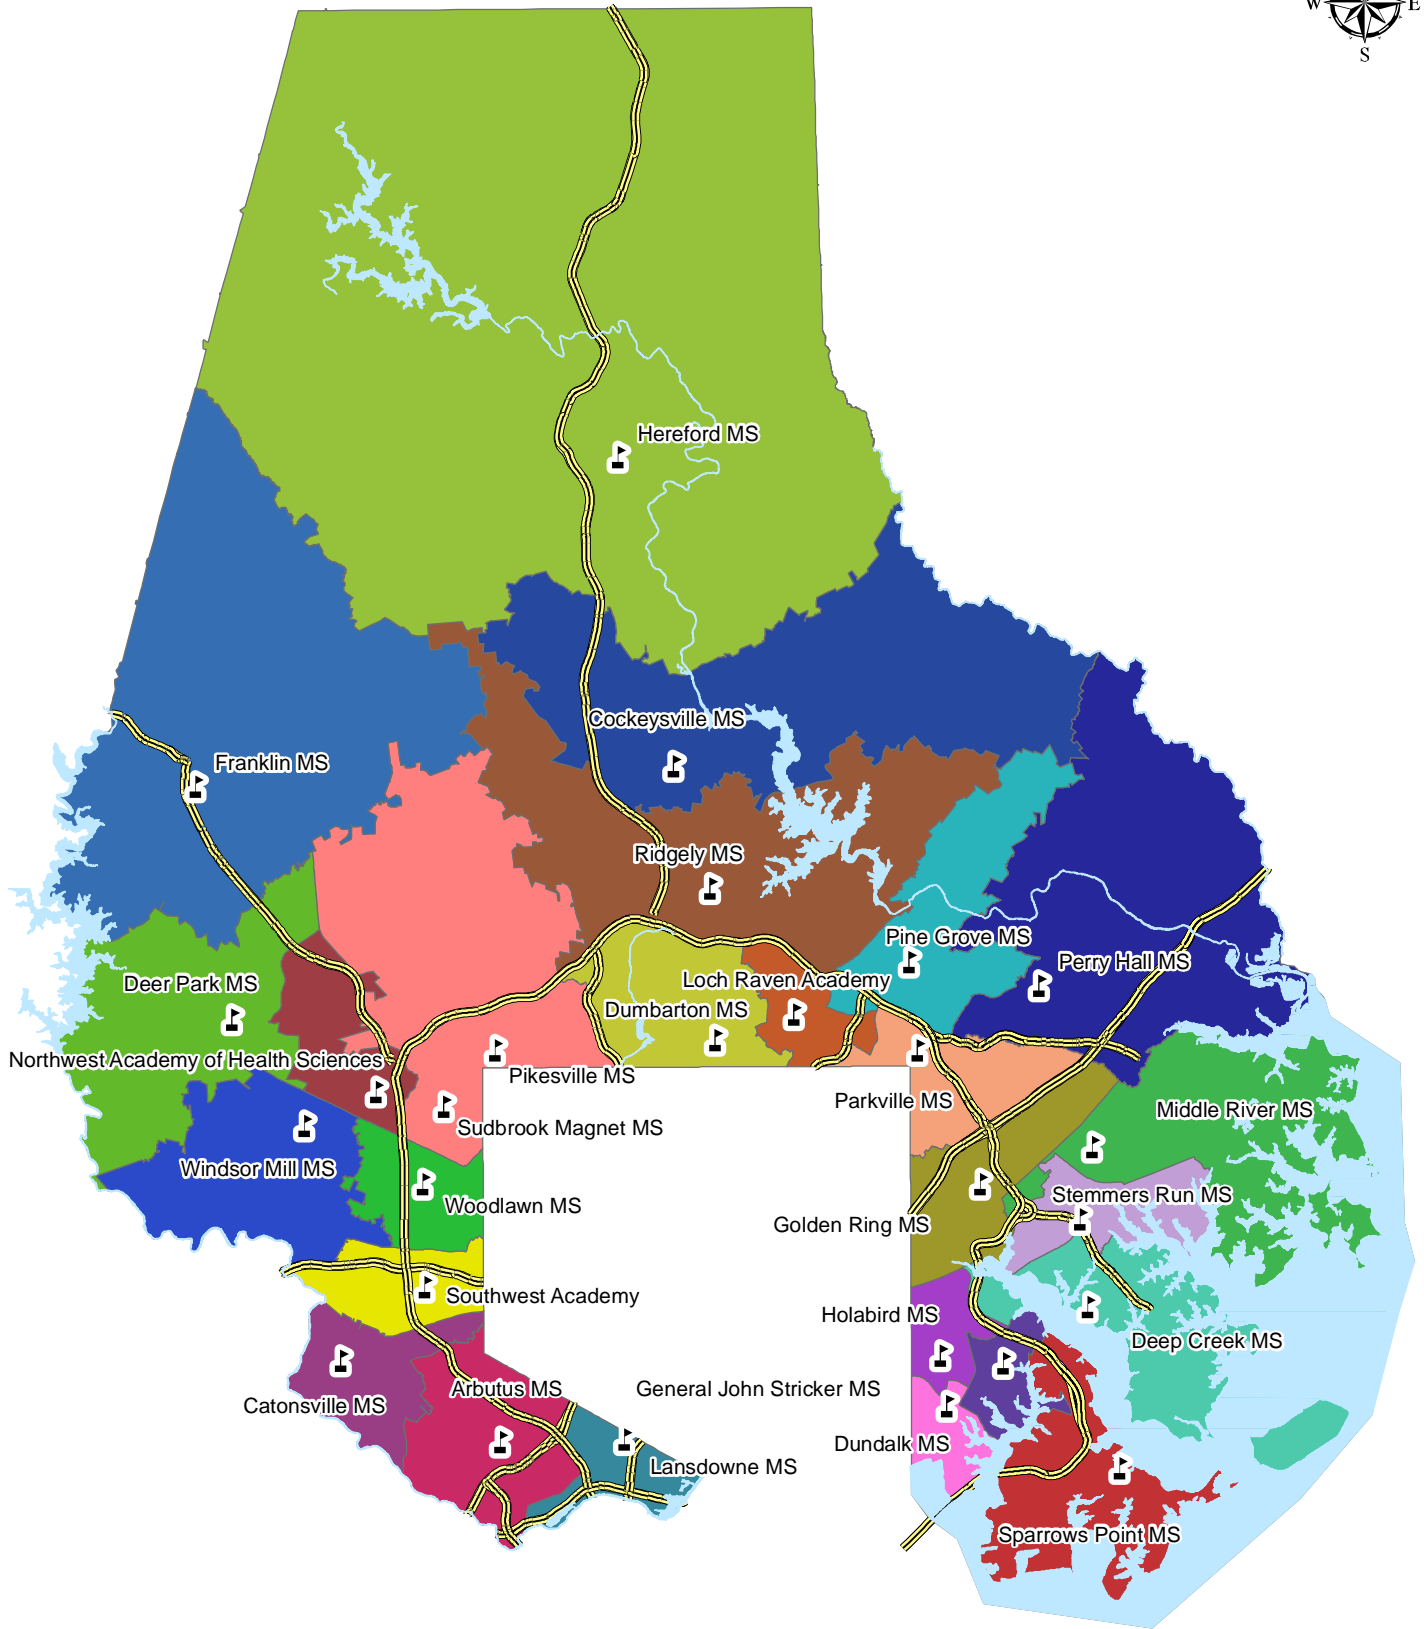 W
E
S
Hereford MS
Cockeysville MS
Franklin MS
Ridgely MS
Pine Grove MS
Perry Hall MS
Deer Park MS
Loch Raven Academy
Dumbarton MS
Northwest Academy of Health Sciences
Pikesville MS
Parkville MS
Middle River MS
Sudbrook Magnet MS
Windsor Mill MS
Stemmers Run MS
Woodlawn MS
Golden Ring MS
Southwest Academy
Holabird MS
Deep Creek MS
Arbutus MS
General John Stricker MS
Catonsville MS
Dundalk MS
Lansdowne MS
Sparrows Point MS